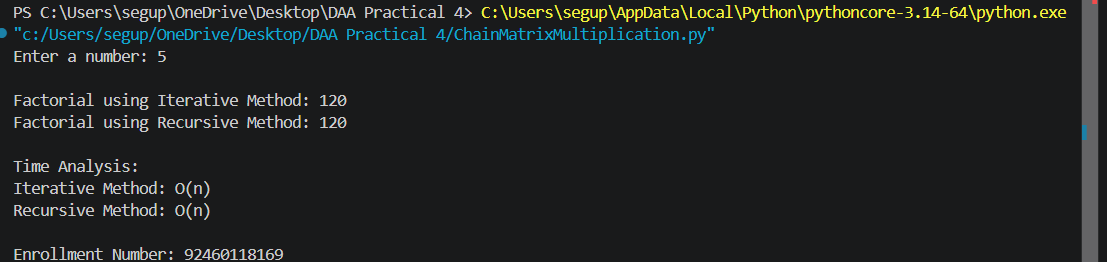 PS C:\Users\segup\OneDrive\Desktop\DAA Practical 4> C:\Users\segup\AppData\Local\Python\pythoncore-3.14-64\python.exe
"c:/Users/segup/OneDrive/Desktop/DAA Practical 4/ChainMatrixMultiplication.py"
Enter a number: 5
Factorial using Iterative Method: 120
Factorial using Recursive Method: 120
Time Analysis:
Iterative Method: O(n)
Recursive Method: O(n)
Enrollment Number: 92460118169